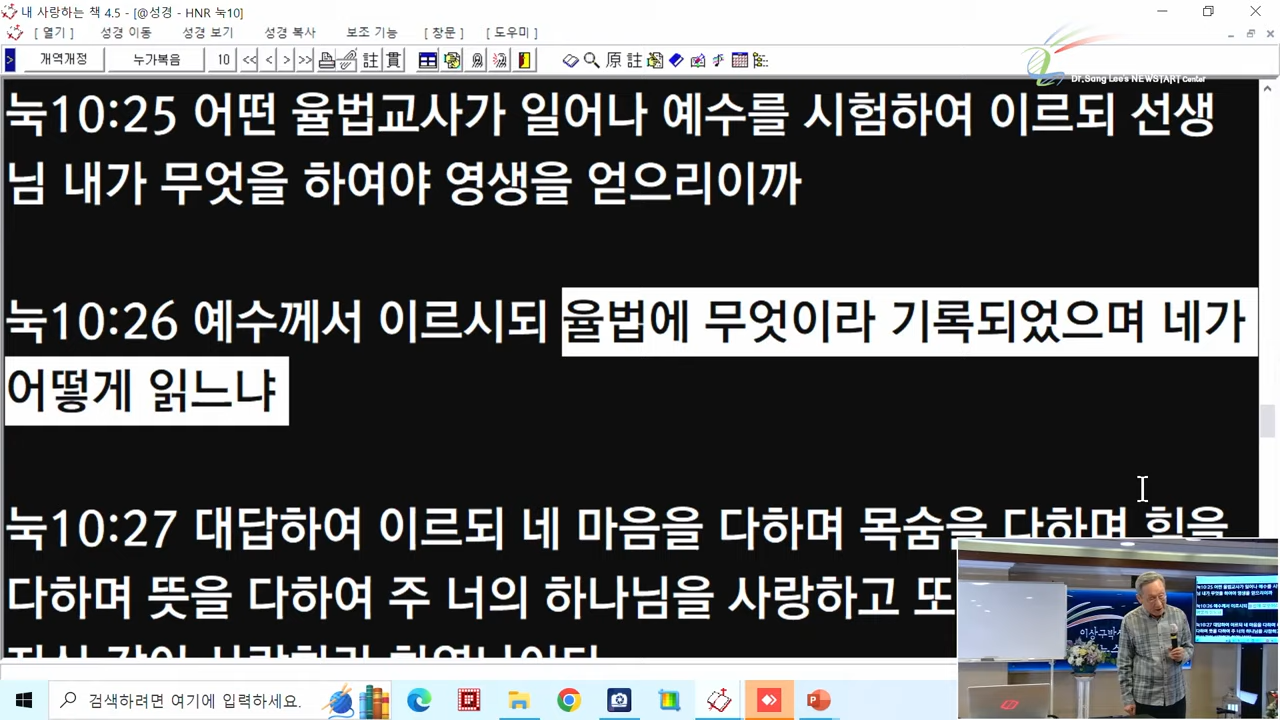 내 사랑하는 책 4.5 - [@성경 - HNR 눅10]
[ 열기 ] 성경 이동 성경 보기 성경 복사 보조 기능 [ 창문 ] [ 도우미 ]
> 개역개정 누가복음 10 << < > >> 註 貫 原 註
Dr. Sang Lee's NEWSTART Center
눅10:25 어떤 율법교사가 일어나 예수를 시험하여 이르되 선생
님 내가 무엇을 하여야 영생을 얻으리이까
눅10:26 예수께서 이르시되 율법에 무엇이라 기록되었으며 네가
어떻게 읽느냐
눅10:27 대답하여 이르되 네 마음을 다하며 목숨을 다하며 힘을
다하며 뜻을 다하여 주 너의 하나님을 사랑하고 또
검색하려면 여기에 입력하세요.